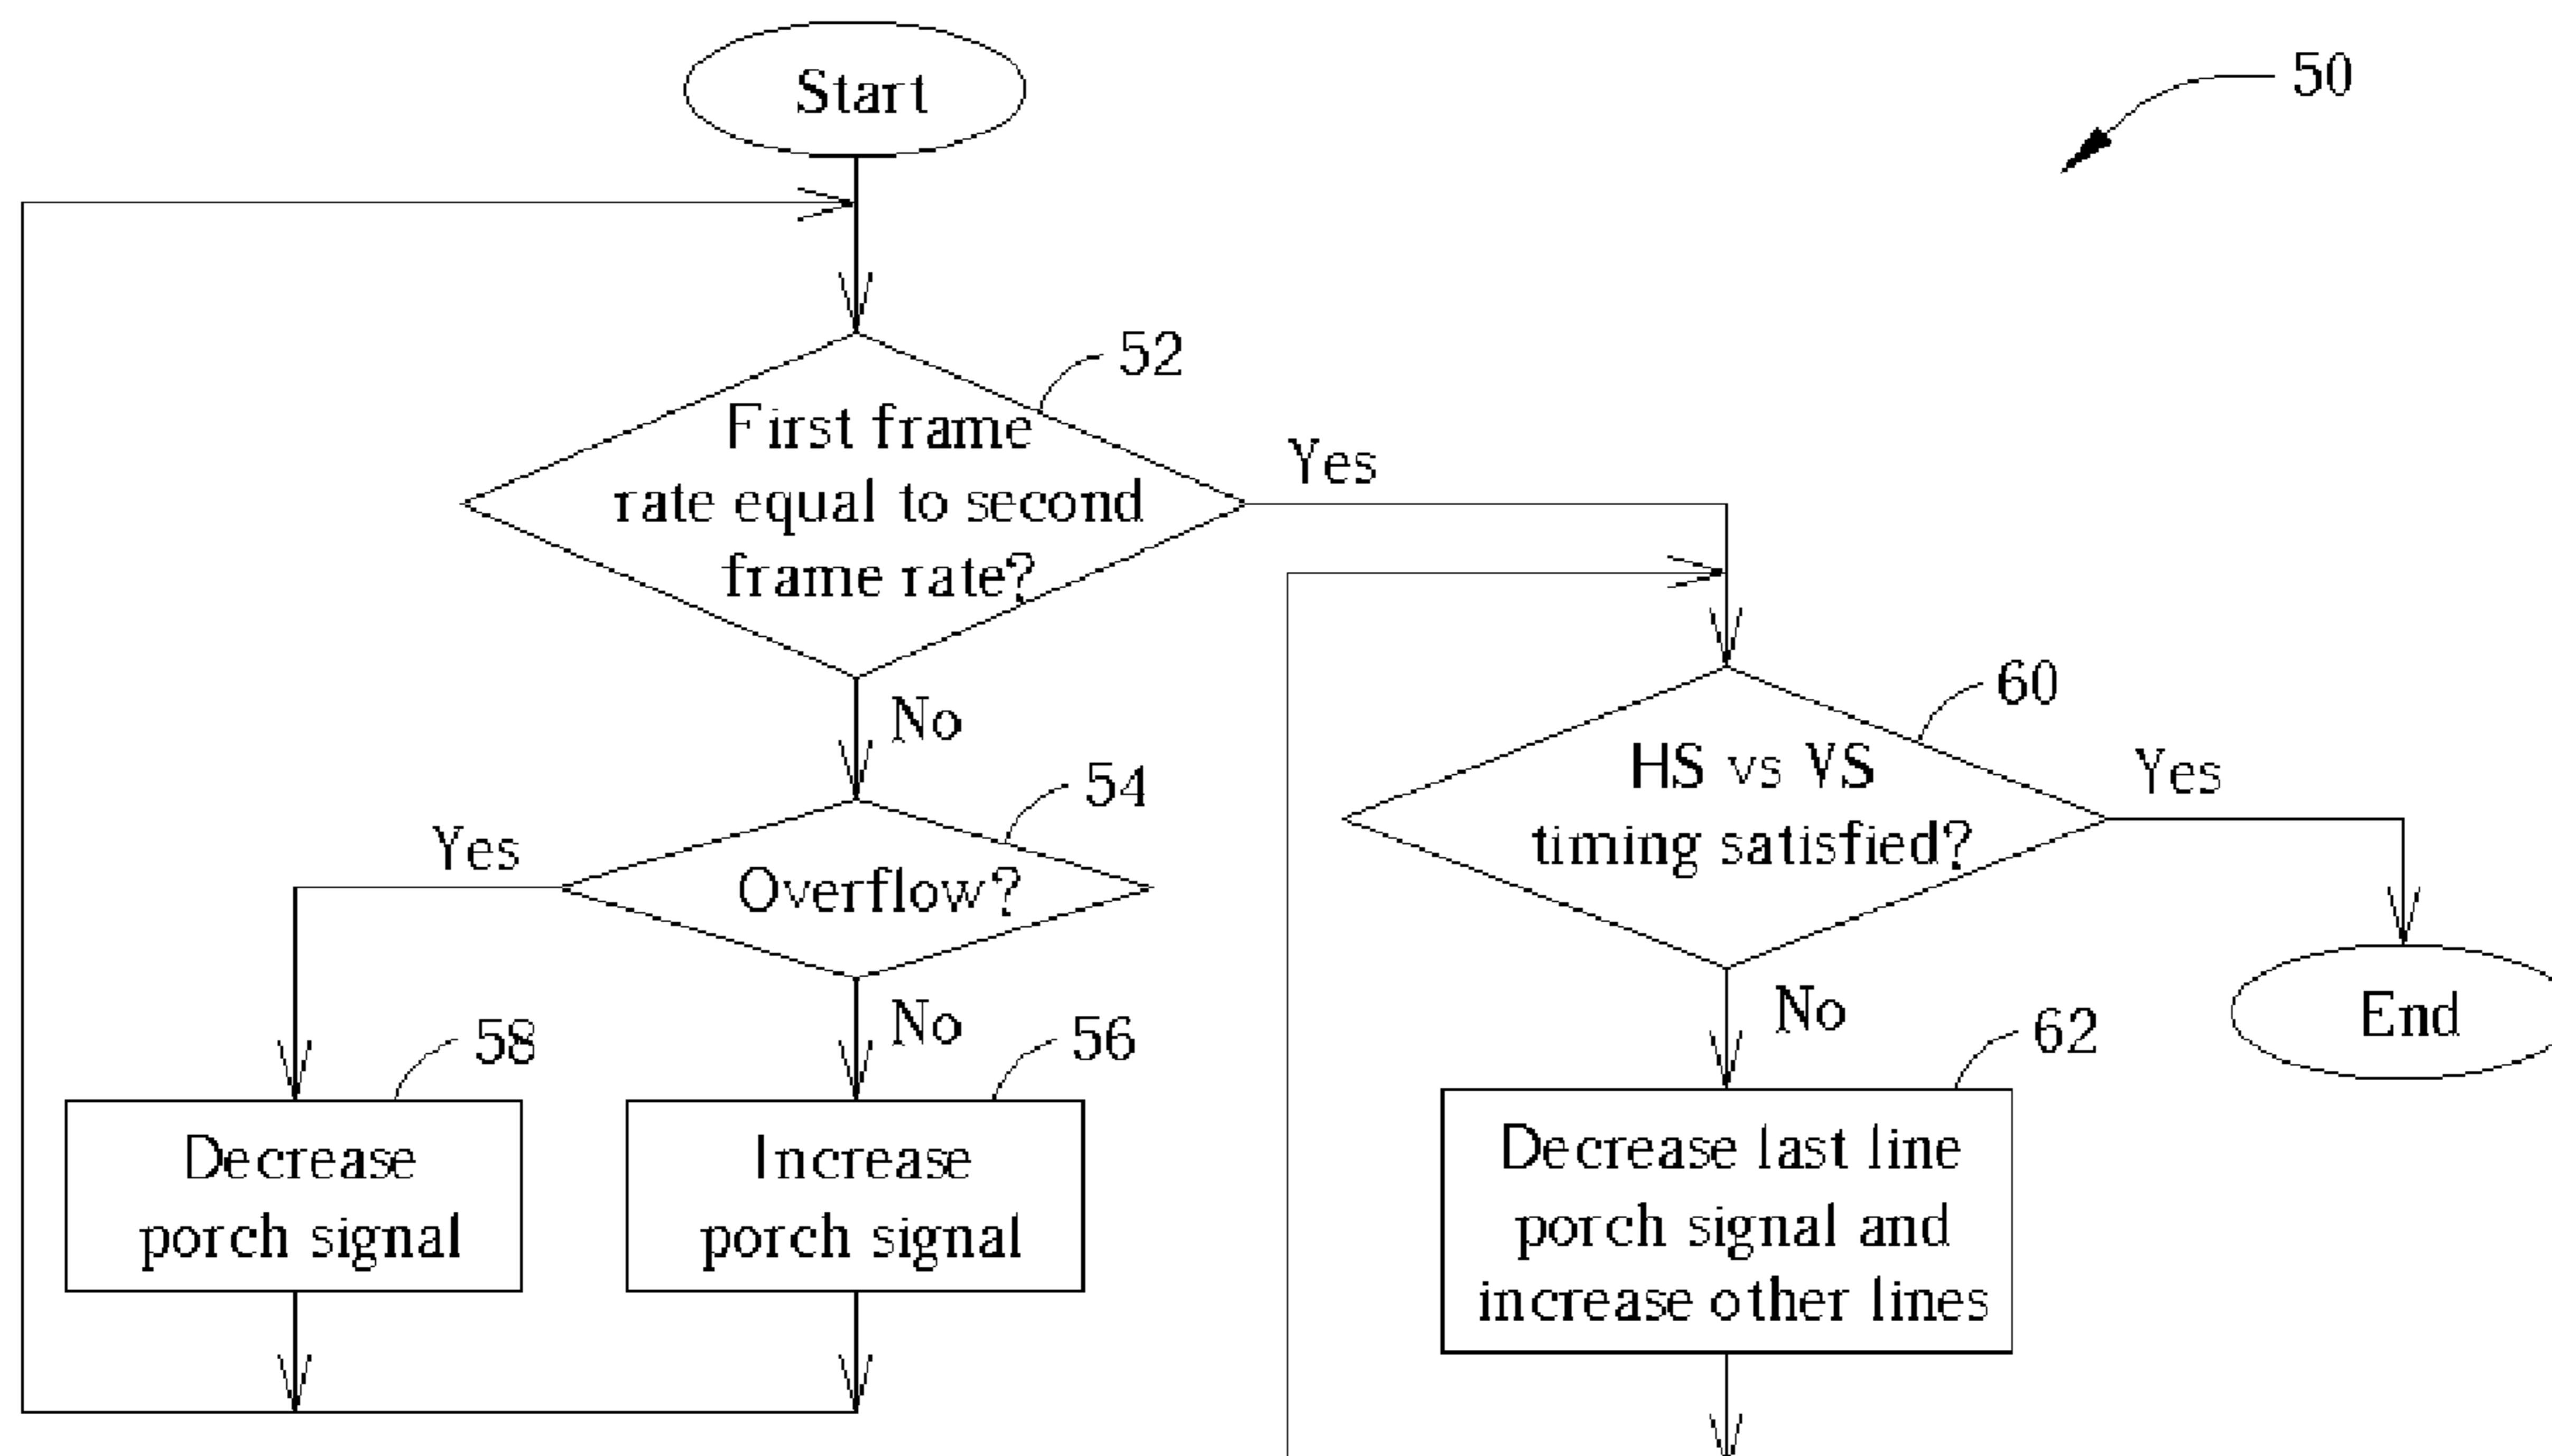 Start
50
52
First frame
rate equal to second
frame rate?
Yes
No
54
Overflow?
Yes
No
58
Decrease
porch signal
56
Increase
porch signal
60
HS vs VS
timing satisfied?
Yes
No
End
62
Decrease last line
porch signal and
increase other lines